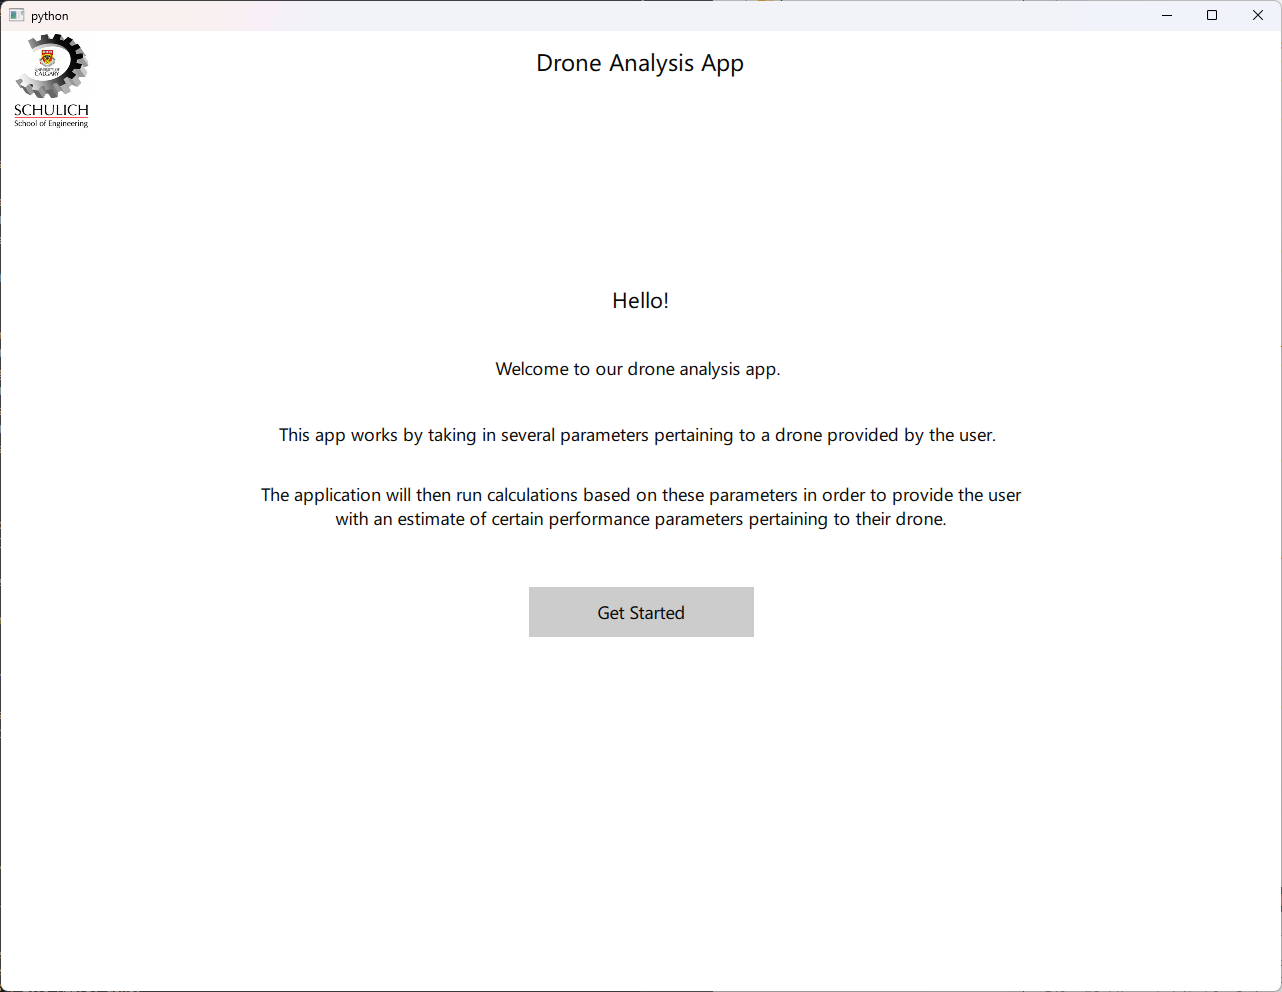 python
Drone Analysis App
UNIVERSITY OF
CALGARY
SCHULICH
School of Engineering
Hello!
Welcome to our drone analysis app.
This app works by taking in several parameters pertaining to a drone provided by the user.
The application will then run calculations based on these parameters in order to provide the user
with an estimate of certain performance parameters pertaining to their drone.
Get Started